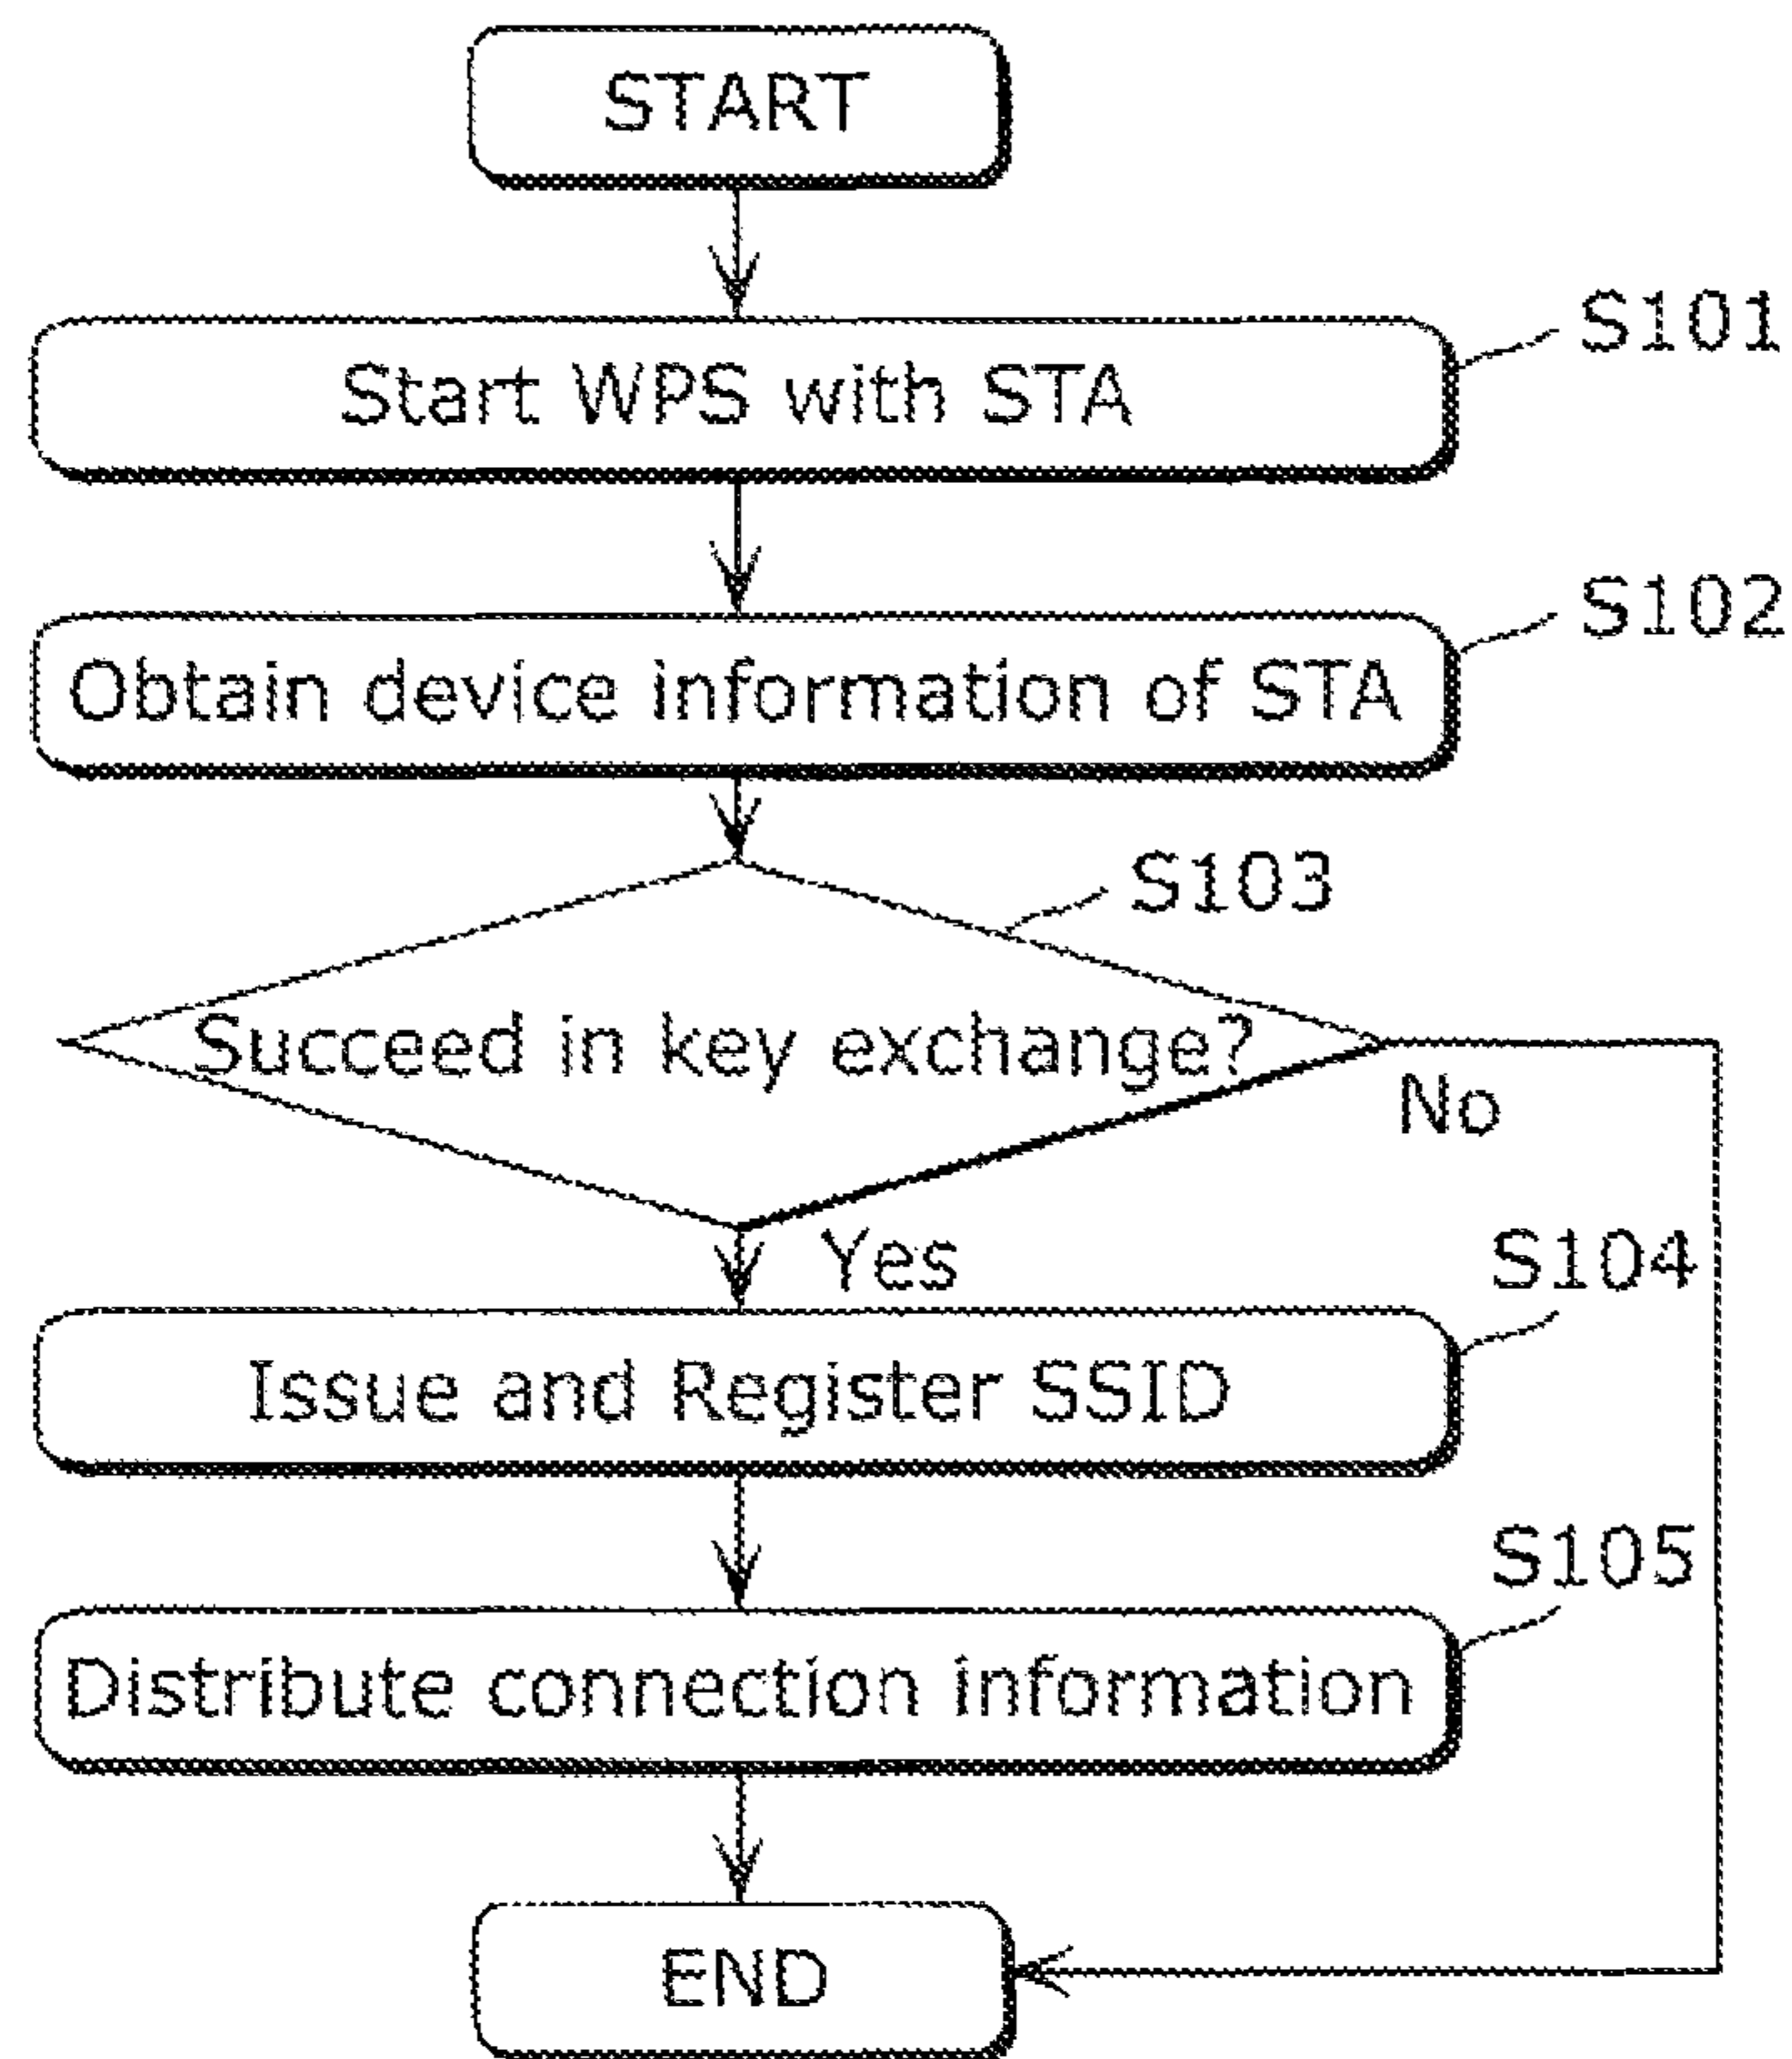 START
S101
Start WPS with STA
S102
Obtain device information of STA
S103
Succeed in key exchange?
No
Yes
S104
Issue and Register SSID
S105
Distribute connection information
END